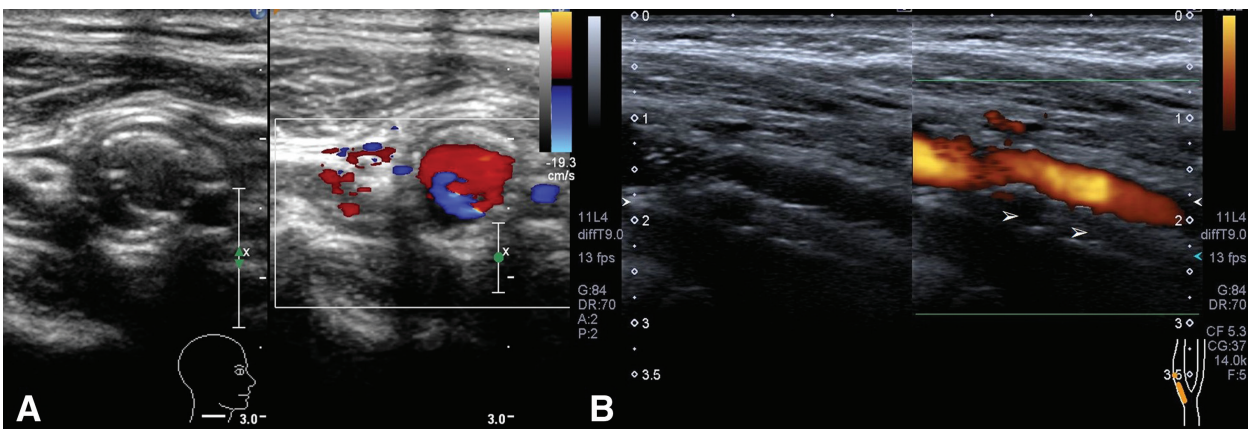 -19.3
cm/s
11L4
diffT9.0
13 fps
G:84
DR:70
A:2
P:2
3.0
3.0
A
0
1
2
3
3.5
B
0
1
2
3
3.5
11L4
diffT9.0
13 fps
G:84
DR:70
CF 5.3
CG:37
14.0k
F:5
X
X